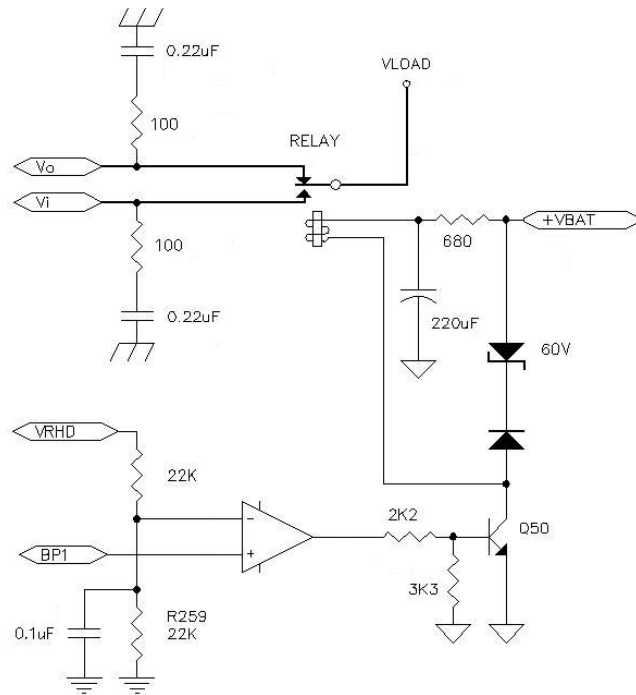 0.22uF
VLOAD
100
RELAY
Vo
Vi
+VBAT
680
100
0.22uF
220uF
60V
VRHD
22K
2K2
Q50
BP1
3K3
R259
22K
0.1uF
-
+